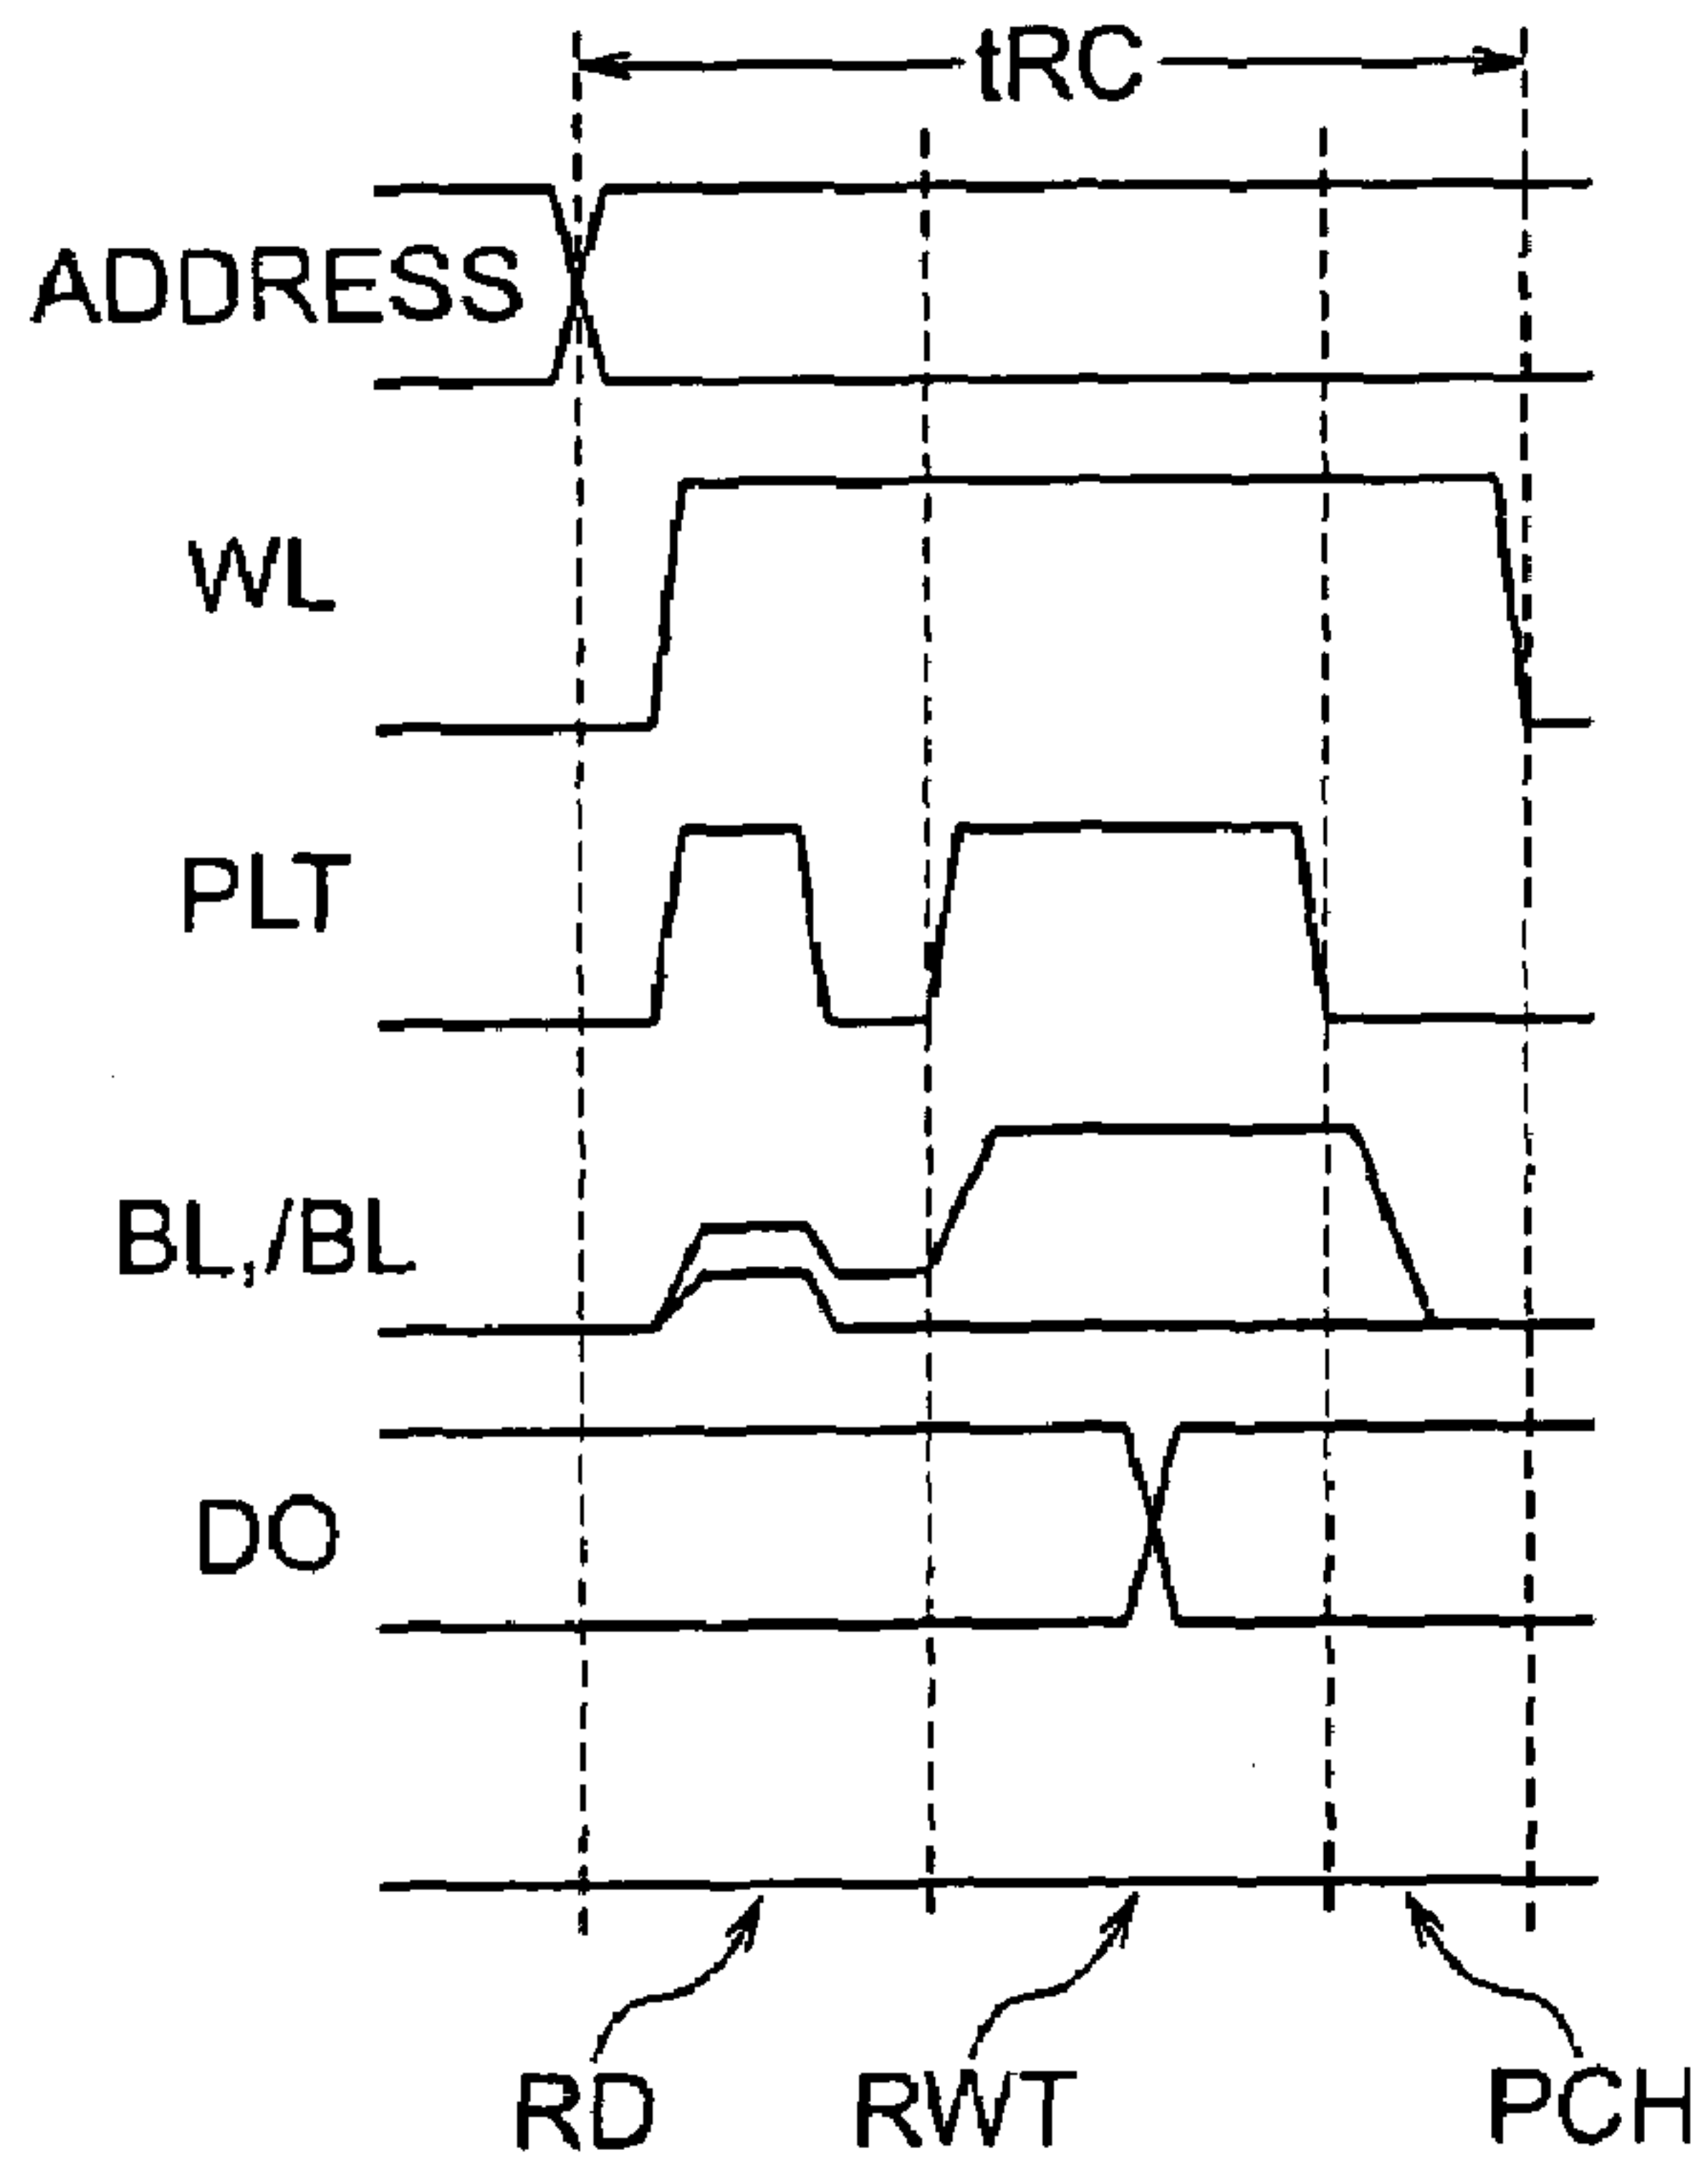 tRC
ADDRESS
WL
PLT
BL,/BL
DO
RD RWT PCH